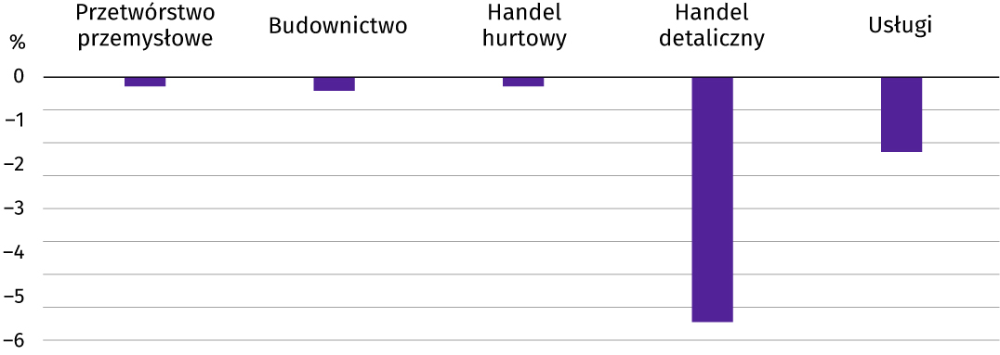 Przetwórstwo
przemysłowe
Budownictwo
Handel
hurtowy
Handel
detaliczny
Usługi
%
0
–1
–2
–3
–4
–5
–6